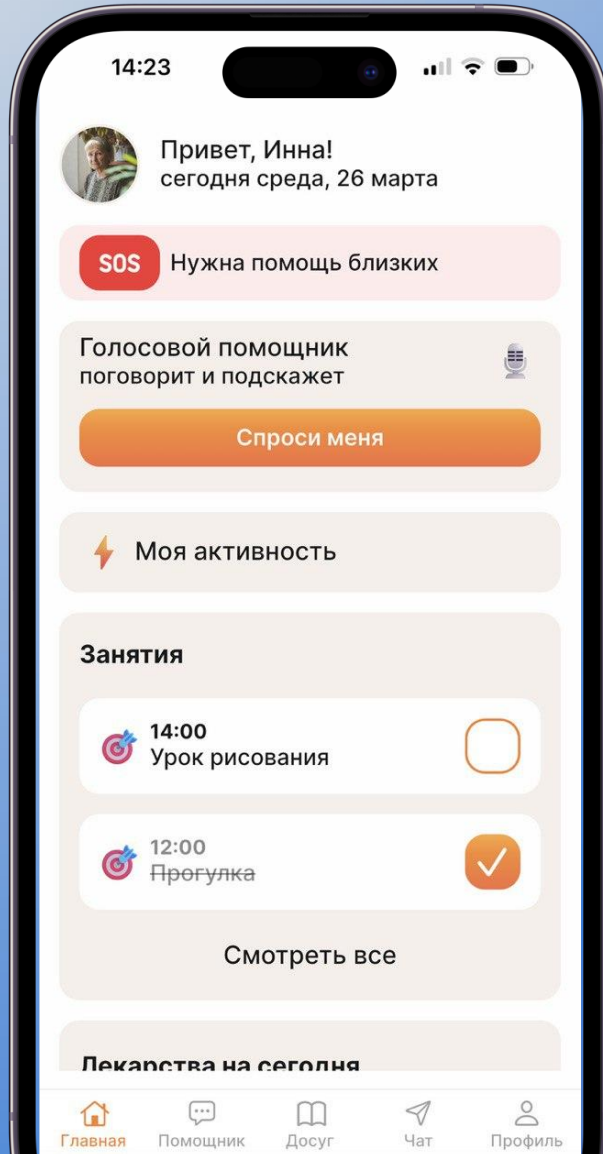 14:23
Привет, Инна!
сегодня среда, 26 марта
SOS Нужна помощь близких
Голосовой помощник
поговорит и подскажет
Спроси меня
Моя активность
Занятия
14:00
Урок рисования
12:00
Прогулка
Смотреть все
Лекарства на сегодня
Главная Помощник Досуг Чат Профиль